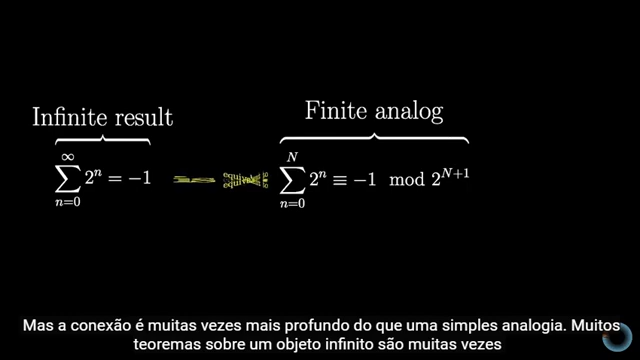 Infinite result
Finite analog
∞
∑ 2ⁿ = −1
n=0
N
∑ 2ⁿ ≡ −1 mod 2ᴺ⁺¹
n=0
Mas a conexão é muitas vezes mais profundo do que uma simples analogia. Muitos
teoremas sobre um objeto infinito são muitas vezes